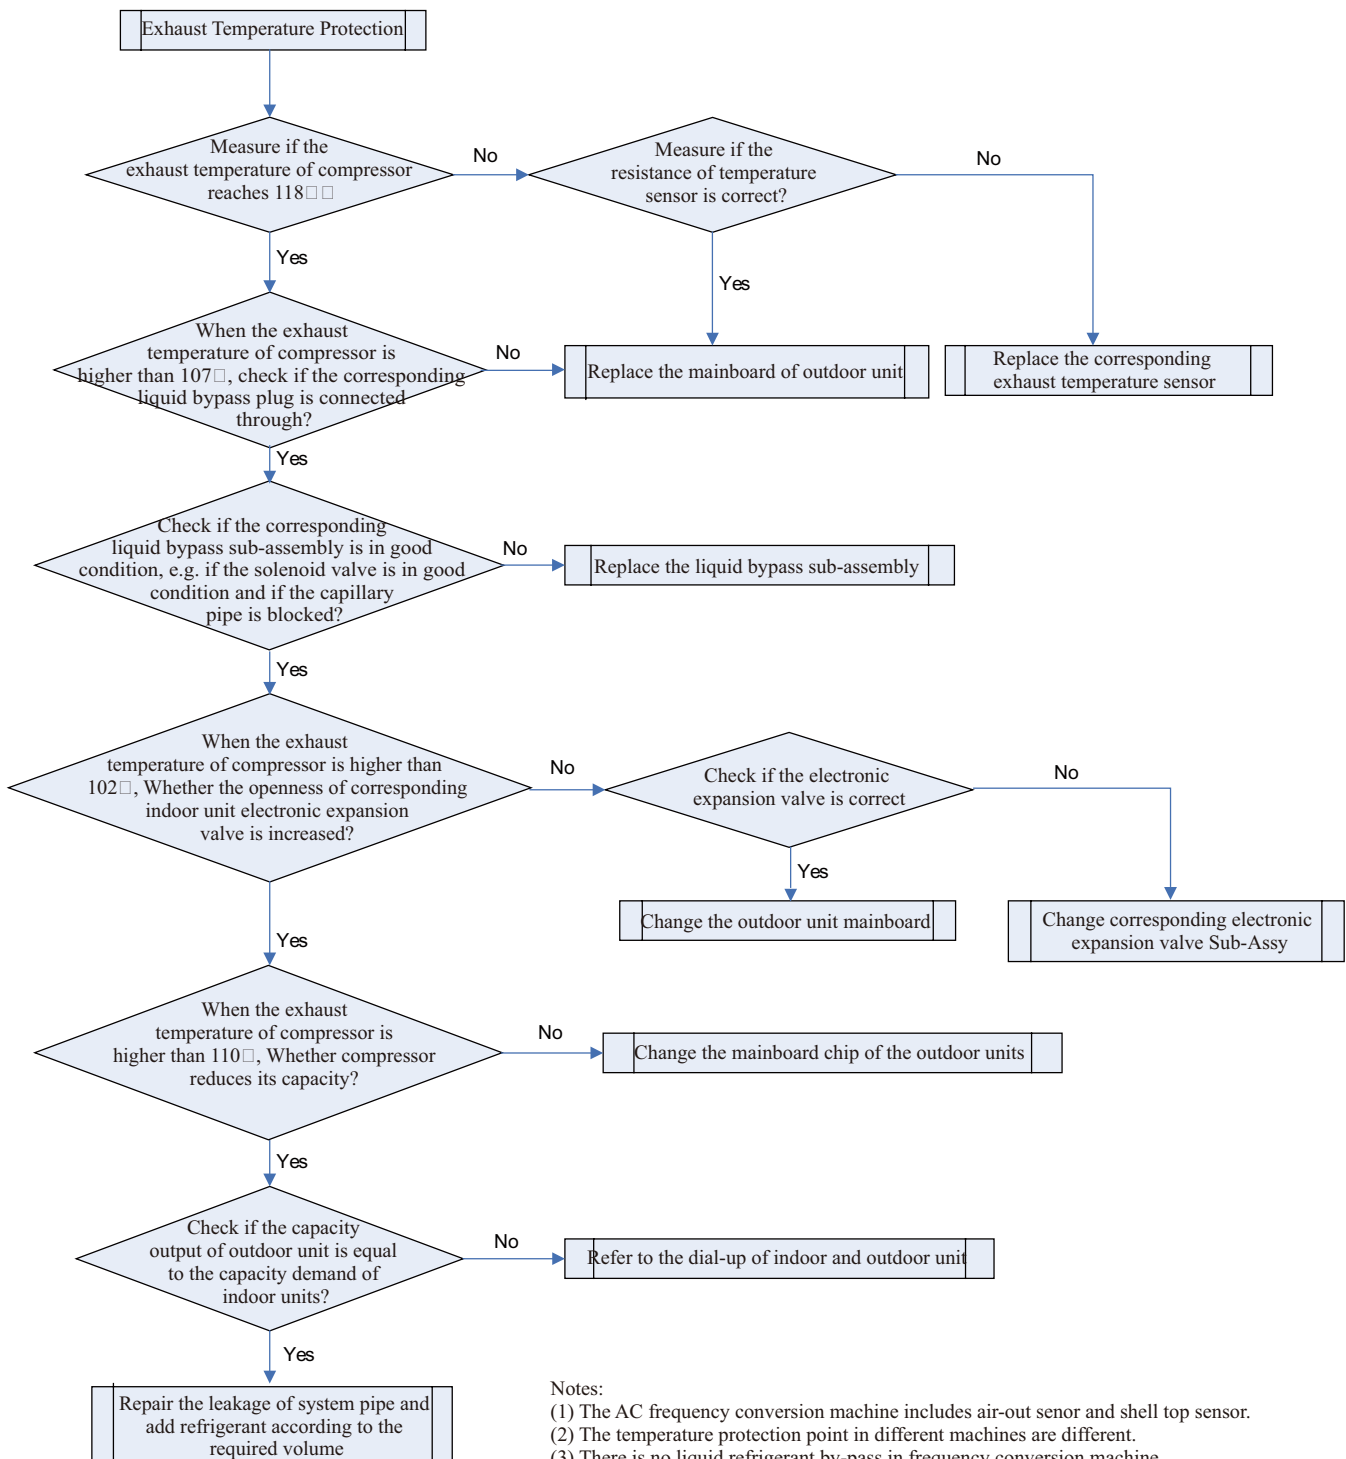 Exhaust Temperature Protection
Measure if the
exhaust temperature of compressor
reaches 118□□
No
Measure if the
resistance of temperature
sensor is correct?
No
Yes
Yes
When the exhaust
temperature of compressor is
higher than 107□, check if the corresponding
liquid bypass plug is connected
through?
No
Replace the mainboard of outdoor unit
Replace the corresponding
exhaust temperature sensor
Yes
Check if the corresponding
liquid bypass sub-assembly is in good
condition, e.g. if the solenoid valve is in good
condition and if the capillary
pipe is blocked?
No
Replace the liquid bypass sub-assembly
Yes
When the exhaust
temperature of compressor is higher than
102□, Whether the openness of corresponding
indoor unit electronic expansion
valve is increased?
No
Check if the electronic
expansion valve is correct
No
Yes
Change the outdoor unit mainboard
Change corresponding electronic
expansion valve Sub-Assy
Yes
When the exhaust
temperature of compressor is
higher than 110□, Whether compressor
reduces its capacity?
No
Change the mainboard chip of the outdoor units
Yes
Check if the capacity
output of outdoor unit is equal
to the capacity demand of
indoor units?
No
Refer to the dial-up of indoor and outdoor unit
Yes
Repair the leakage of system pipe and
add refrigerant according to the
required volume
Notes:
(1) The AC frequency conversion machine includes air-out senor and shell top sensor.
(2) The temperature protection point in different machines are different.
(3) There is no liquid refrigerant by-pass in frequency conversion machine